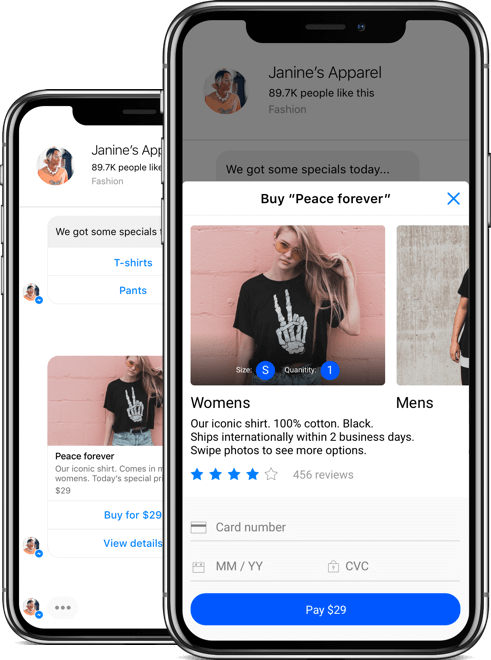 Janine's App
89.7K people like
Fashion
We got some specials
T-shirts
Pants
Peace forever
Our iconic shirt. Comes in
womens. Today's special
$29
Buy for $29
View details
Janine's Apparel
89.7K people like this
Fashion
We got some specials today...
Buy “Peace forever”
Size: S Quanitity: 1
Womens
Mens
Our iconic shirt. 100% cotton. Black.
Ships internationally within 2 business days.
Swipe photos to see more options.
456 reviews
Card number
MM / YY
CVC
Pay $29